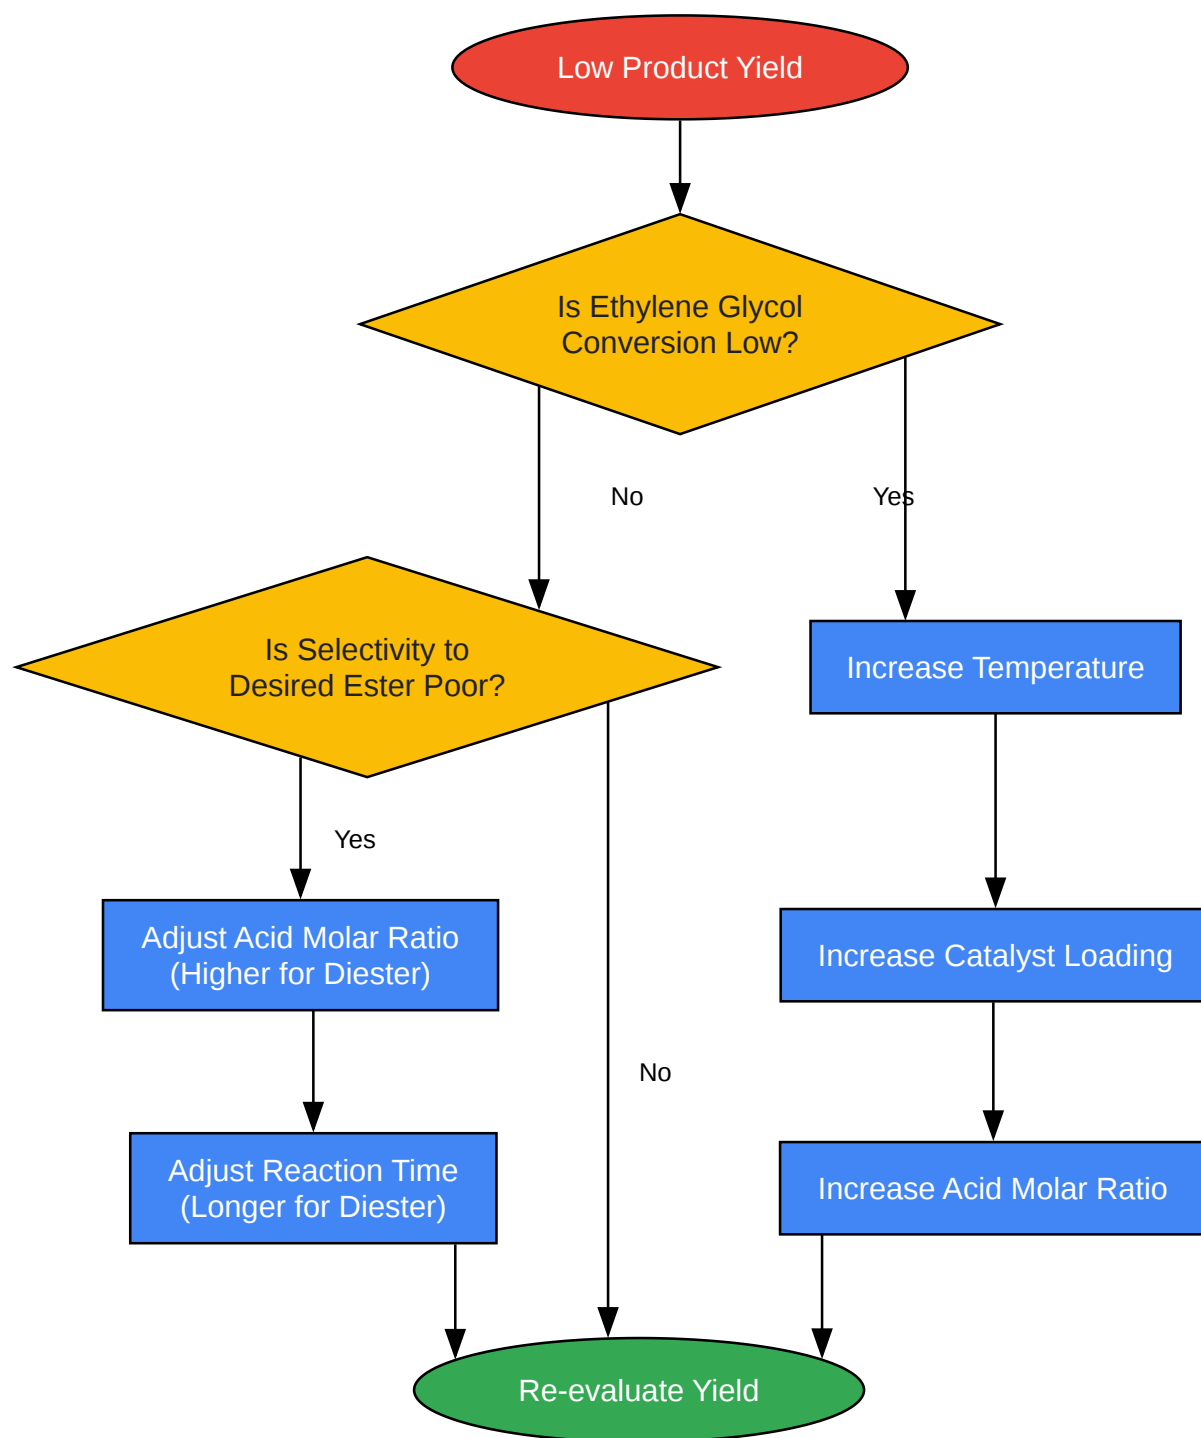 Low Product Yield
Is Ethylene Glycol
Conversion Low?
No
Yes
Is Selectivity to
Desired Ester Poor?
Increase Temperature
Yes
Adjust Acid Molar Ratio
(Higher for Diester)
Increase Catalyst Loading
No
Adjust Reaction Time
(Longer for Diester)
Increase Acid Molar Ratio
Re-evaluate Yield